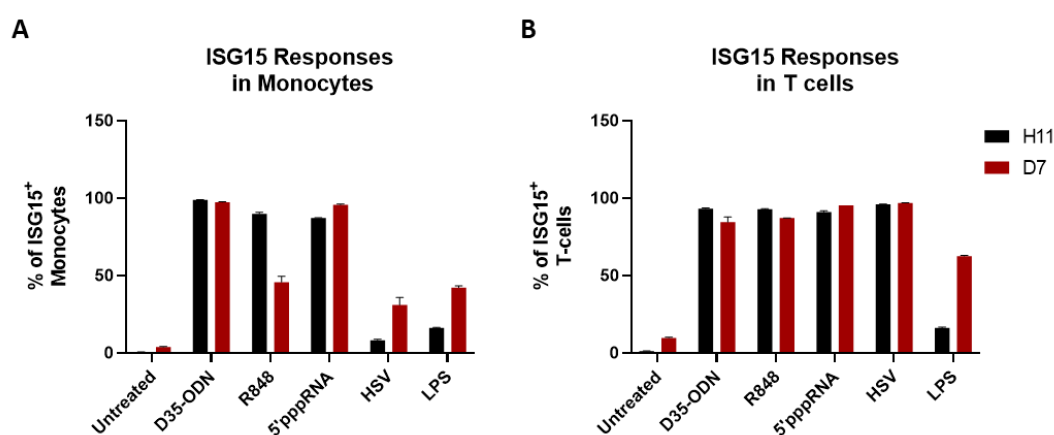 A
ISG15 Responses
in Monocytes
% of ISG15+
Monocytes
150
100
50
0
Untreated
D35-ODN
R848
5'pppRNA
HSV
LPS
B
ISG15 Responses
in T cells
% of ISG15+
T-cells
150
100
50
0
Untreated
D35-ODN
R848
5'pppRNA
HSV
LPS
H11
D7